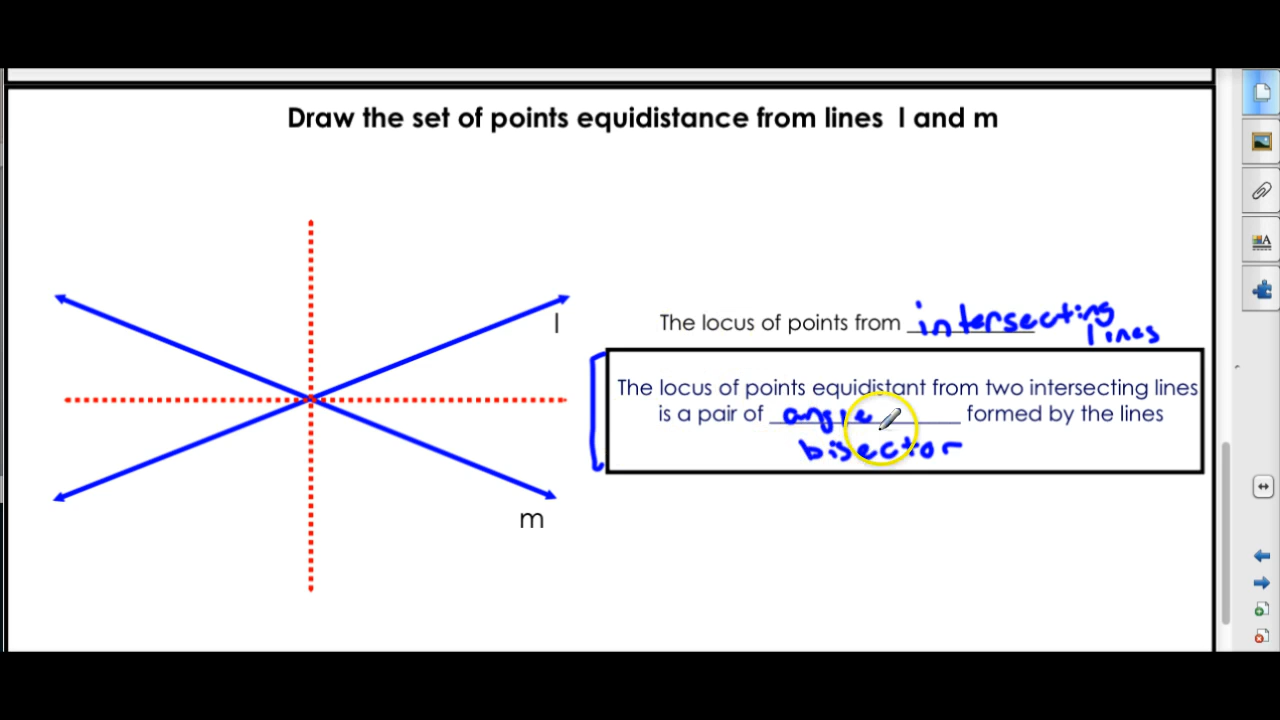 Draw the set of points equidistance from lines l and m
l
m
The locus of points from intersecting
lines
The locus of points equidistant from two intersecting lines
is a pair of angle formed by the lines
bisector